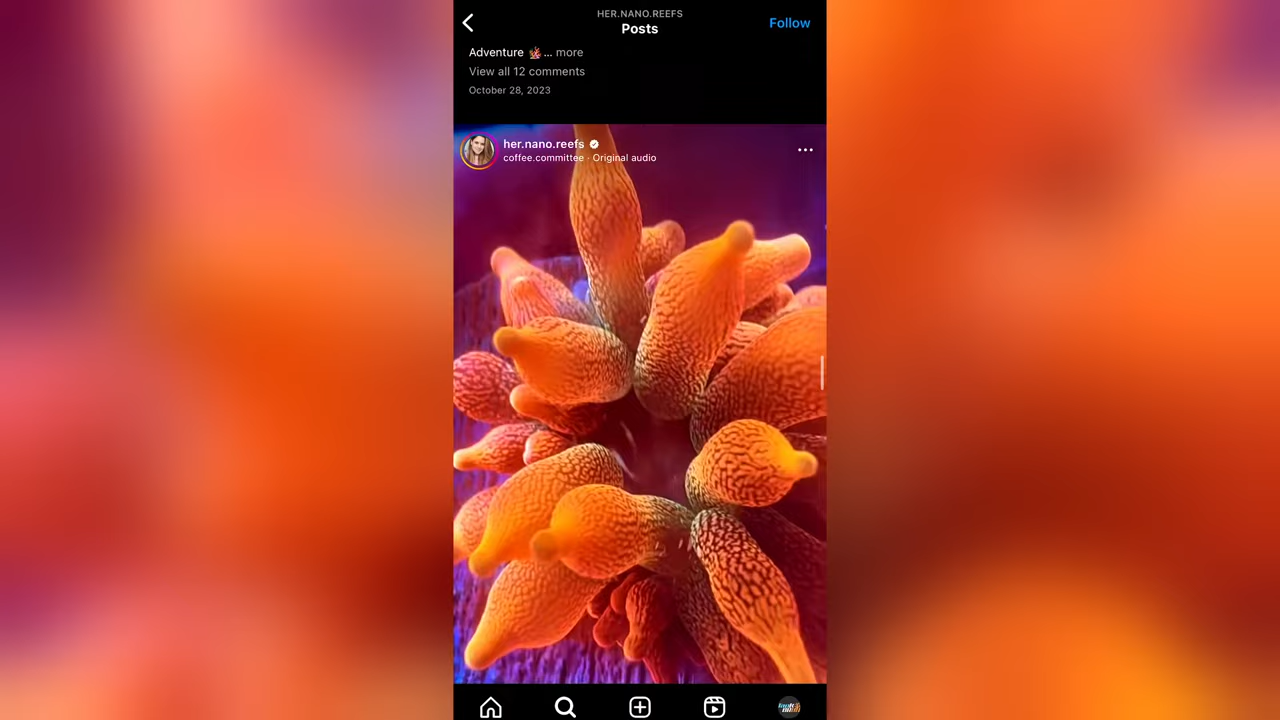 HER.NANO.REEFS
Posts
Follow
Adventure ... more
View all 12 comments
October 28, 2023
her.nano.reefs
coffee.committee · Original audio